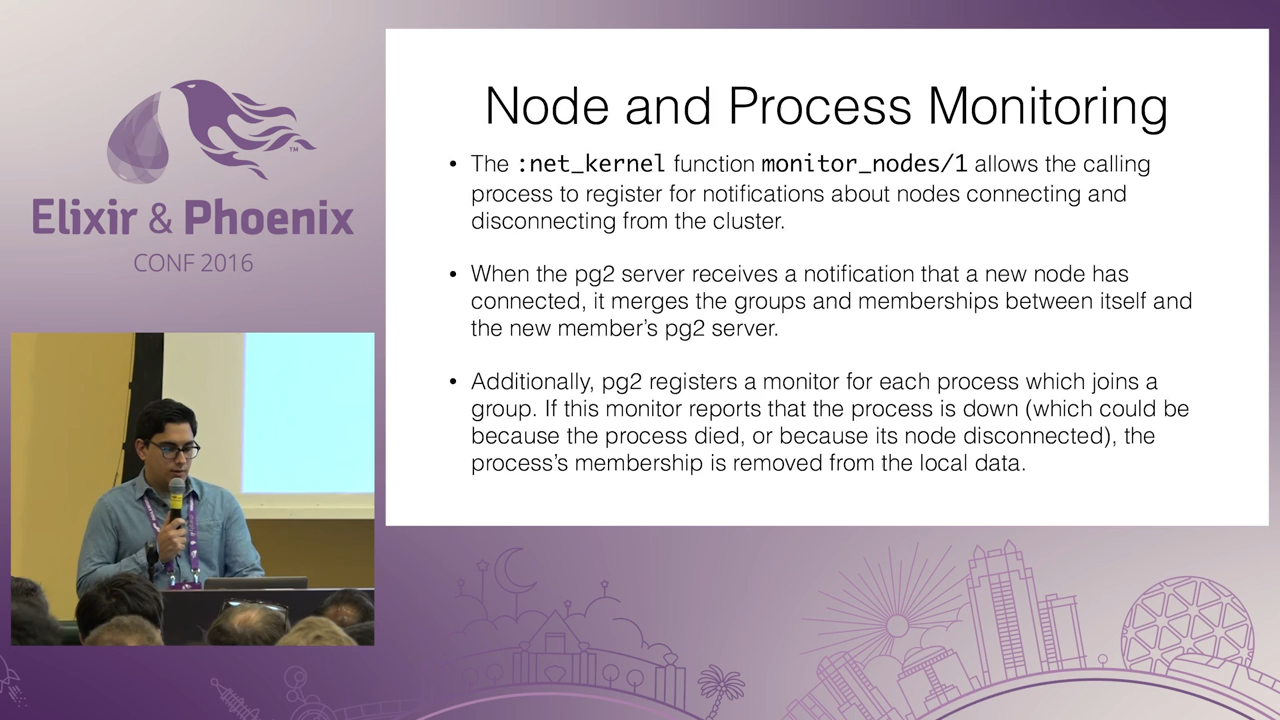 Elixir & Phoenix
CONF 2016
TM
Node and Process Monitoring
• The :net_kernel function monitor_nodes/1 allows the calling
process to register for notifications about nodes connecting and
disconnecting from the cluster.
• When the pg2 server receives a notification that a new node has
connected, it merges the groups and memberships between itself and
the new member’s pg2 server.
• Additionally, pg2 registers a monitor for each process which joins a
group. If this monitor reports that the process is down (which could be
because the process died, or because its node disconnected), the
process’s membership is removed from the local data.